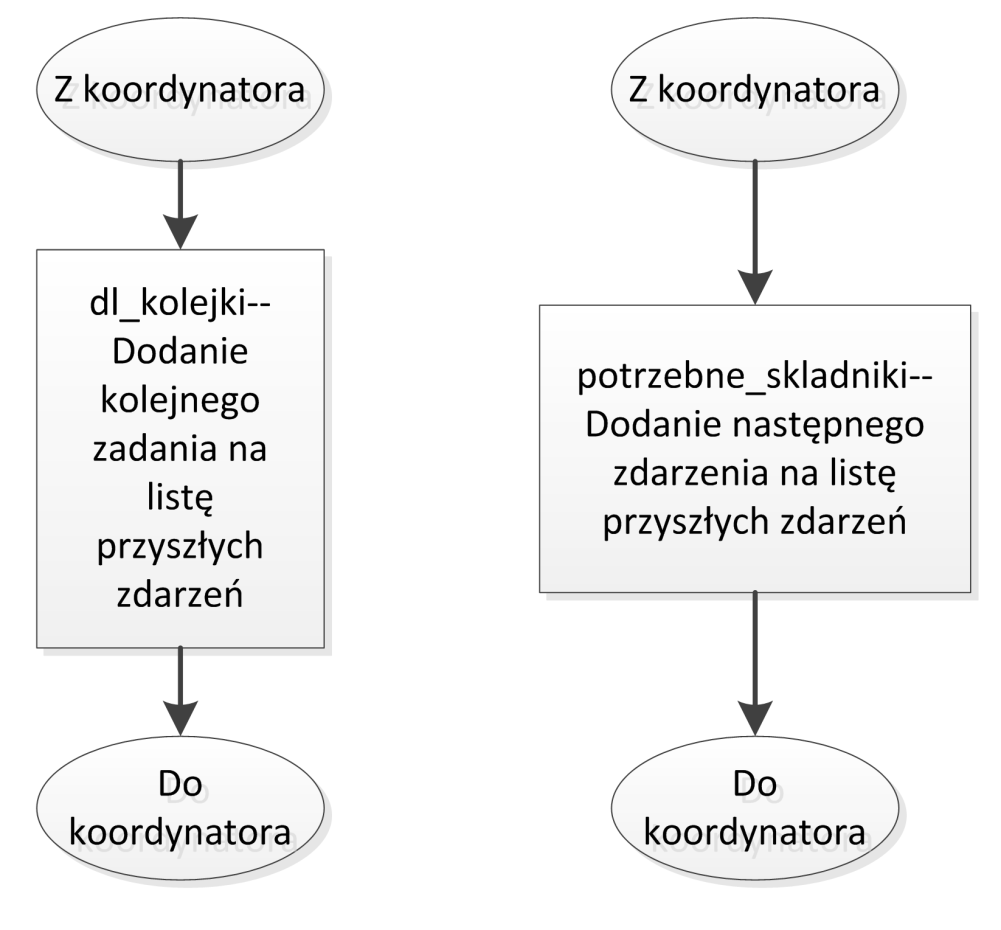 Z koordynatora
dl_kolejki--
Dodanie
kolejnego
zadania na
listę
przyszłych
zdarzeń
Do
koordynatora
Z koordynatora
potrzebne_skladniki--
Dodanie następnego
zdarzenia na listę
przyszłych zdarzeń
Do
koordynatora